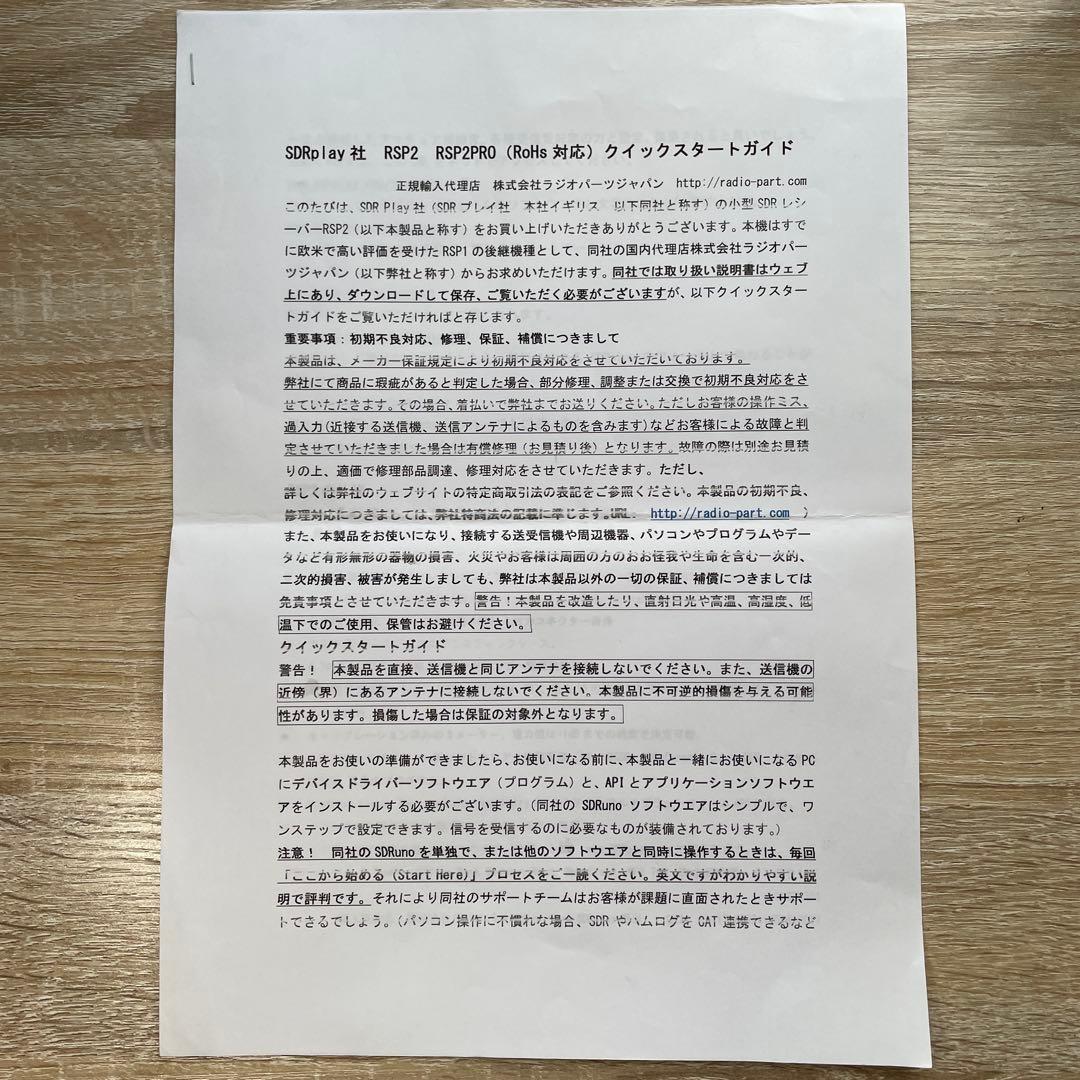 SDRplay 社　RSP2　RSP2PRO（RoHs 対応）クイックスタートガイド
正規輸入代理店　株式会社ラジオパーツジャパン　http://radio-part.com
このたびは、SDR Play 社（SDR プレイ社　本社イギリス　以下同社と称す）の小型 SDR レシ
ーバーRSP2（以下本製品と称す）をお買い上げいただきありがとうございます。本機はすで
に欧米で高い評価を受けた RSP1 の後継機種として、同社の国内代理店株式会社ラジオパー
ツジャパン（以下弊社と称す）からお求めいただけます。同社では取り扱い説明書はウェブ
上にあり、ダウンロードして保存、ご覧いただく必要がございますが、以下クイックスター
トガイドをご覧いただければと存じます。
重要事項：初期不良対応、修理、保証、補償につきまして
本製品は、メーカー保証規定により初期不良対応をさせていただいております。
弊社にて商品に瑕疵があると判定した場合、部分修理、調整または交換で初期不良対応をさ
せていただきます。その場合、着払いで弊社までお送りください。ただしお客様の操作ミス、
過入力（近接する送信機、送信アンテナによるものを含みます）などお客様による故障と判
定させていただきました場合は有償修理（お見積り後）となります。故障の際は別途お見積
りの上、適価で修理部品調達、修理対応をさせていただきます。ただし、
詳しくは弊社のウェブサイトの特定商取引法の表記をご参照ください。本製品の初期不良、
修理対応につきましては、弊社特商法の記載に準じます。URL:　http://radio-part.com　）
また、本製品をお使いになり、接続する送受信機や周辺機器、パソコンやプログラムやデー
タなど有形無形の器物の損害、火災やお客様は周囲の方のおお怪我や生命を含む一次的、
二次的損害、被害が発生しましても、弊社は本製品以外の一切の保証、補償につきましては
免責事項とさせていただきます。警告！本製品を改造したり、直射日光や高温、高湿度、低
温下でのご使用、保管はお避けください。
クイックスタートガイド
警告！　本製品を直接、送信機と同じアンテナを接続しないでください。また、送信機の
近傍（界）にあるアンテナに接続しないでください。本製品に不可逆的損傷を与える可能
性があります。損傷した場合は保証の対象外となります。
本製品をお使いの準備ができましたら、お使いになる前に、本製品と一緒にお使いになる PC
にデバイスドライバーソフトウエア（プログラム）と、API とアプリケーションソフトウエ
アをインストールする必要がございます。（同社の SDRuno ソフトウエアはシンプルで、ワ
ンステップで設定できます。信号を受信するのに必要なものが装備されております。）
注意！　同社の SDRuno を単独で、または他のソフトウエアと同時に操作するときは、毎回
「ここから始める（Start Here）」プロセスをご一読ください。英文ですがわかりやすい説
明で評判です。それにより同社のサポートチームはお客様が課題に直面されたときサポー
トできるでしょう。（パソコン操作に不慣れな場合、SDR やハムログを CAT 連携できるなど